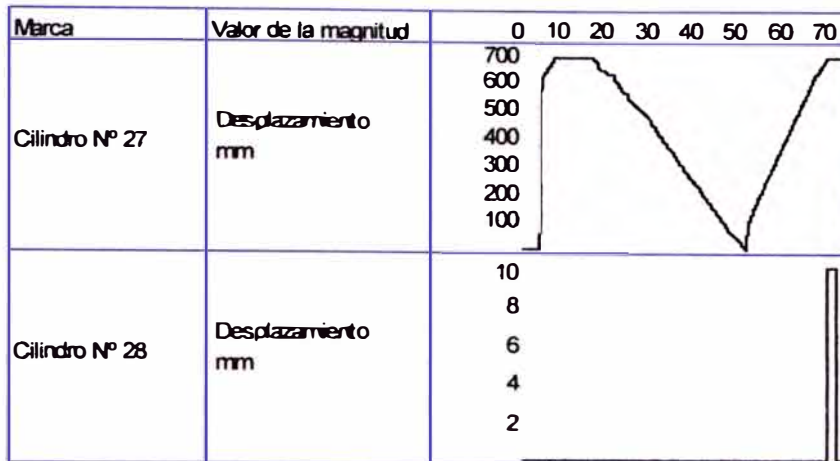 Marca Valor de la magnitud 0 10 20 30 40 50 60 70
700
600
500
400
300
200
100
Cilindro Nº 27
Desplazamiento
mm
10
8
6
4
2
Cilindro Nº 28
Desplazamiento
mm